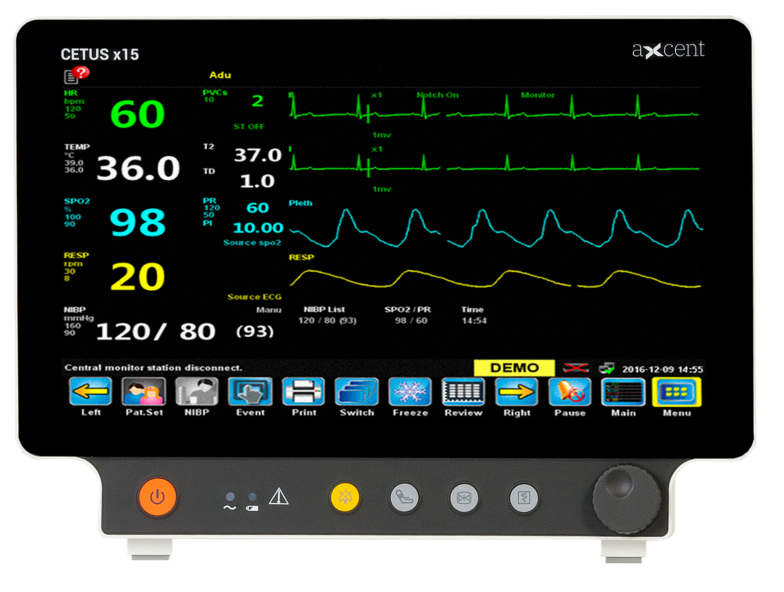 CETUS x15
axcent
?
Adu
HR
bpm
120
50
60
PVCs
10
2
ST OFF
x1 Notch On Monitor
1mv
TEMP
°C
39.0
36.0
36.0
T2
37.0
TD
1.0
x1
1mv
SPO2
%
100
90
98
PR
120
50
60
PI
10.00
Source spo2
Pleth
RESP
rpm
30
8
20
Source ECG
RESP
NIBP
mmHg
160
90
120/ 80 (93)
Manu
NIBP List SPO2 / PR Time
120 / 80 (93) 98 / 60 14:54
Central monitor station disconnect.
DEMO
2016-12-09 14:55
Left Pat.Set NIBP Event Print Switch Freeze Review Right Pause Main Menu